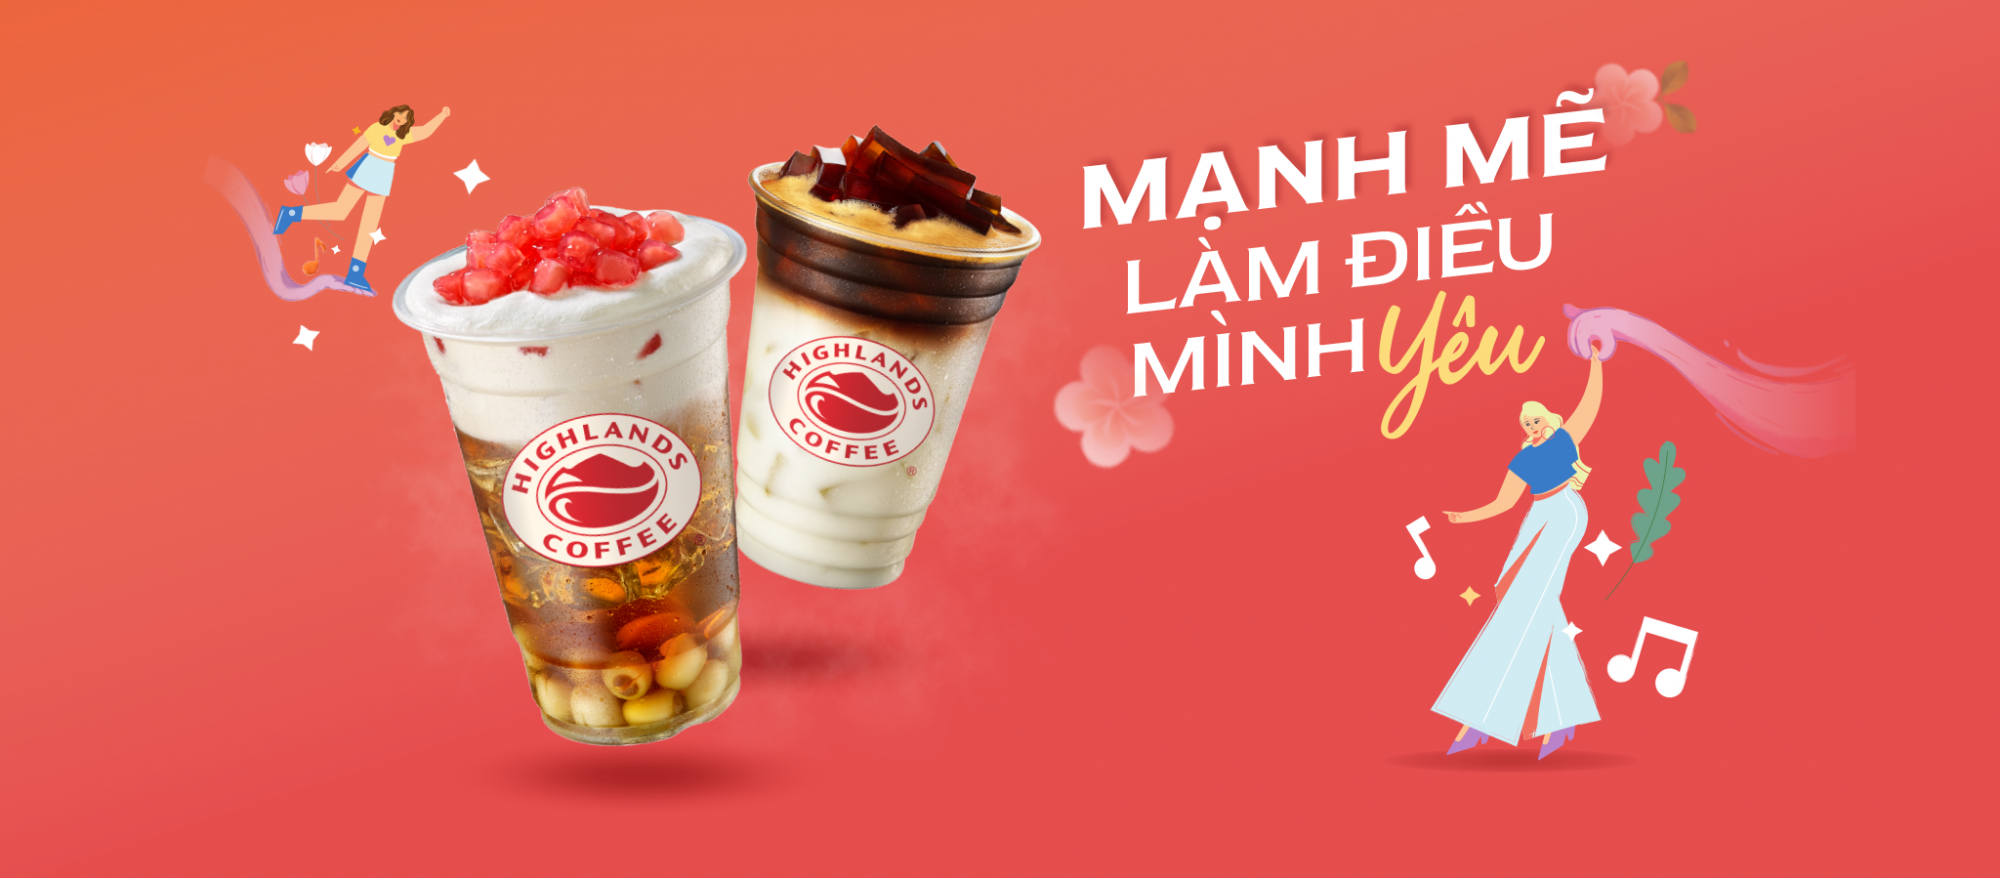 HIGHLANDS
COFFEE
HIGHLANDS
COFFEE
®
MẠNH MẼ
LÀM ĐIỀU
MÌNH Yêu